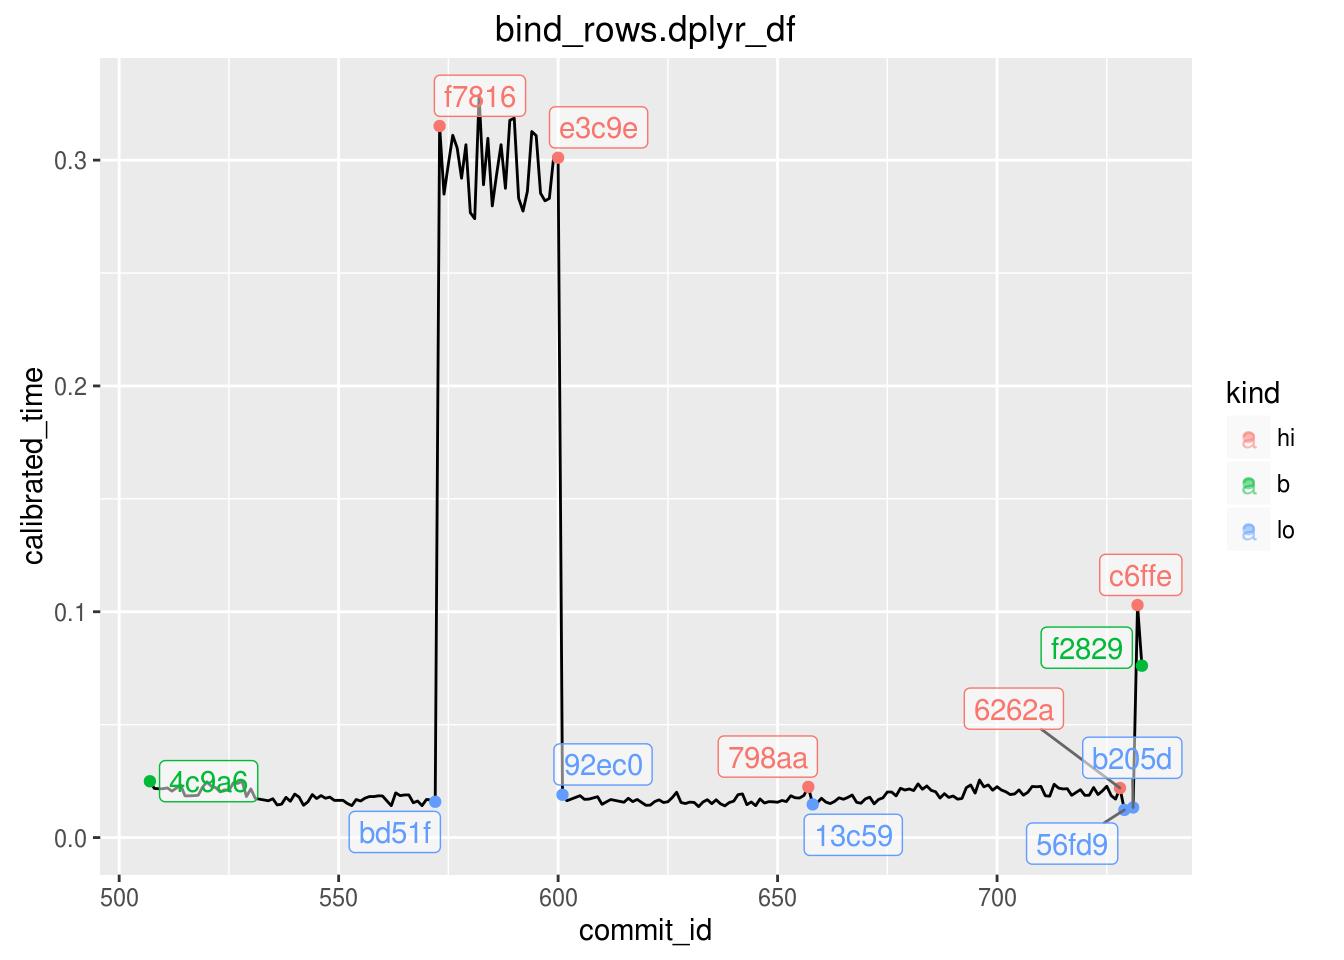 bind_rows.dplyr_df
f7816
e3c9e
c6ffe
f2829
6262a
b205d
798aa
92ec0
4c9a6
bd51f
13c59
56fd9
0.3
0.2
0.1
0.0
500 550 600 650 700
commit_id
calibrated_time
kind
a hi
a b
a lo